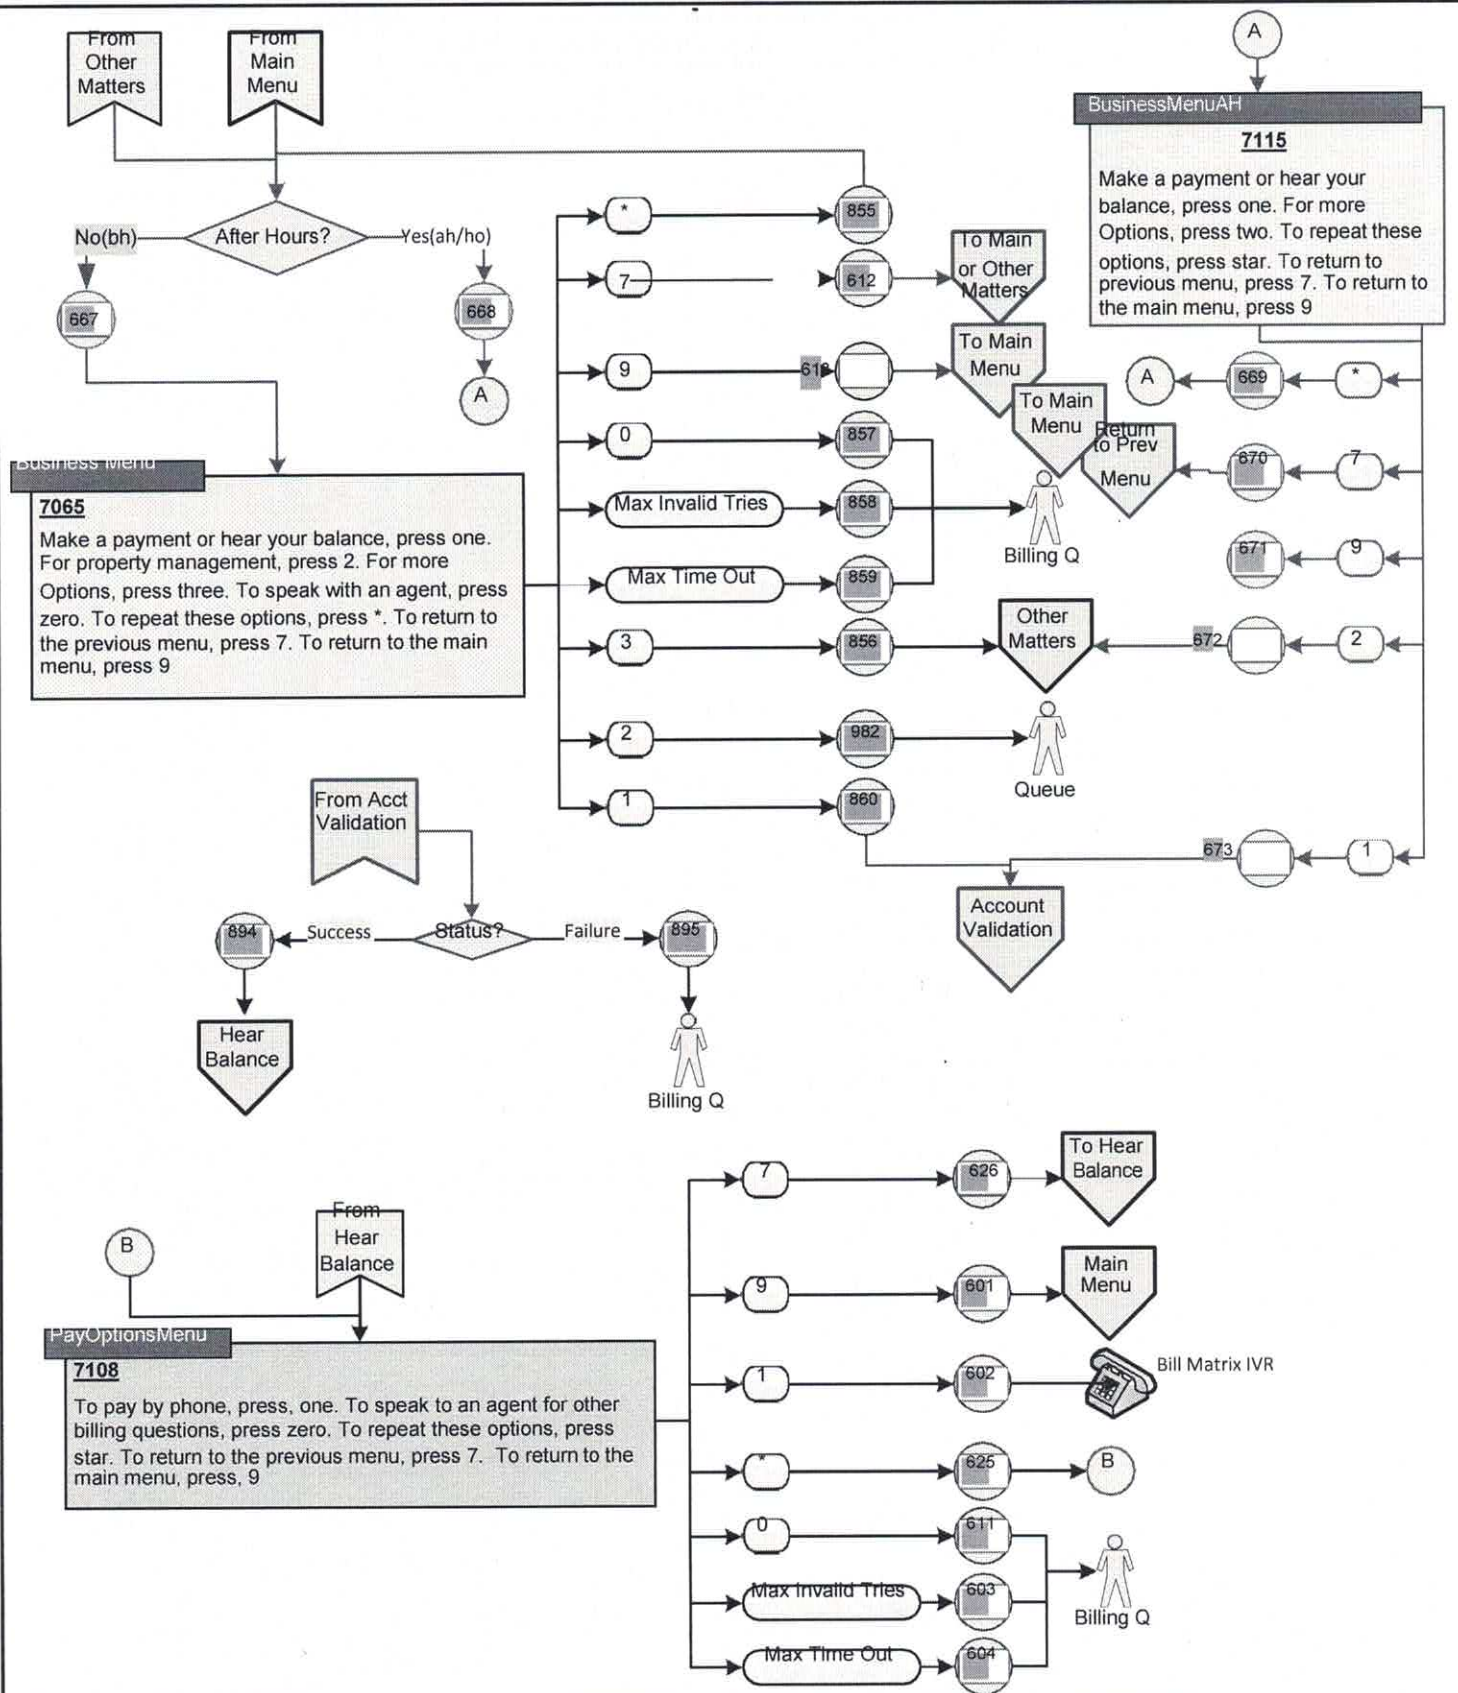 From
Other
Matters
From
Main
Menu
A
BusinessMenuAH
7115
Make a payment or hear your
balance, press one. For more
Options, press two. To repeat these
options, press star. To return to
previous menu, press 7. To return to
the main menu, press 9
After Hours?
No(bh)
Yes(ah/ho)
667
668
A
*
855
7
612
To Main
or Other
Matters
9
To Main
Menu
To Main
Menu
Return
to Prev
Menu
0
857
Max Invalid Tries
858
Billing Q
Max Time Out
859
3
856
Other
Matters
2
982
Queue
1
860
A
669
*
670
7
671
9
672
2
673
1
Account
Validation
Business Menu
7065
Make a payment or hear your balance, press one.
For property management, press 2. For more
Options, press three. To speak with an agent, press
zero. To repeat these options, press *. To return to
the previous menu, press 7. To return to the main
menu, press 9
From Acct
Validation
Status?
Success
894
Failure
895
Hear
Balance
Billing Q
B
From
Hear
Balance
PayOptionsMenu
7108
To pay by phone, press, one. To speak to an agent for other
billing questions, press zero. To repeat these options, press
star. To return to the previous menu, press 7. To return to the
main menu, press, 9
7
626
To Hear
Balance
9
601
Main
Menu
1
602
Bill Matrix IVR
*
625
B
0
611
Max Invalid Tries
603
Billing Q
Max Time Out
604